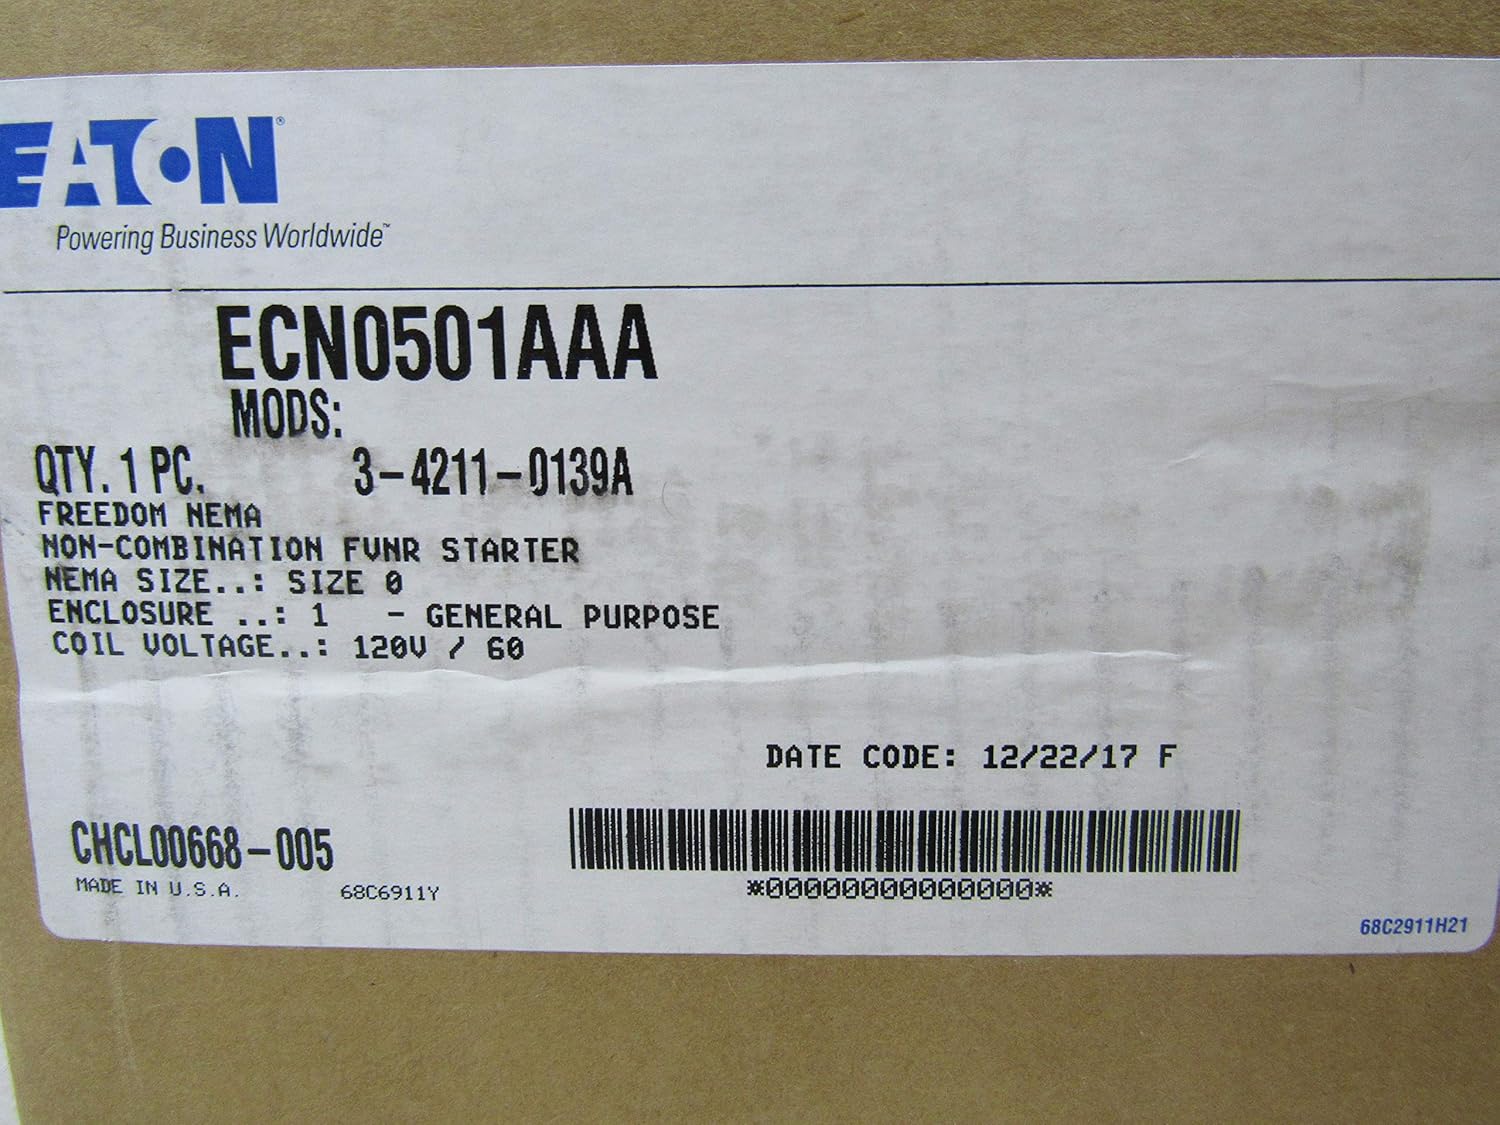 EATON®
Powering Business Worldwide™
ECN0501AAA
MODS:
QTY. 1 PC. 3-4211-0139A
FREEDOM NEMA
NON-COMBINATION FVNR STARTER
NEMA SIZE..: SIZE 0
ENCLOSURE ..: 1 - GENERAL PURPOSE
COIL VOLTAGE..: 120V / 60
DATE CODE: 12/22/17 F
CHCL00668-005
*00000000000000*
MADE IN U.S.A. 68C6911Y
68C2911H21